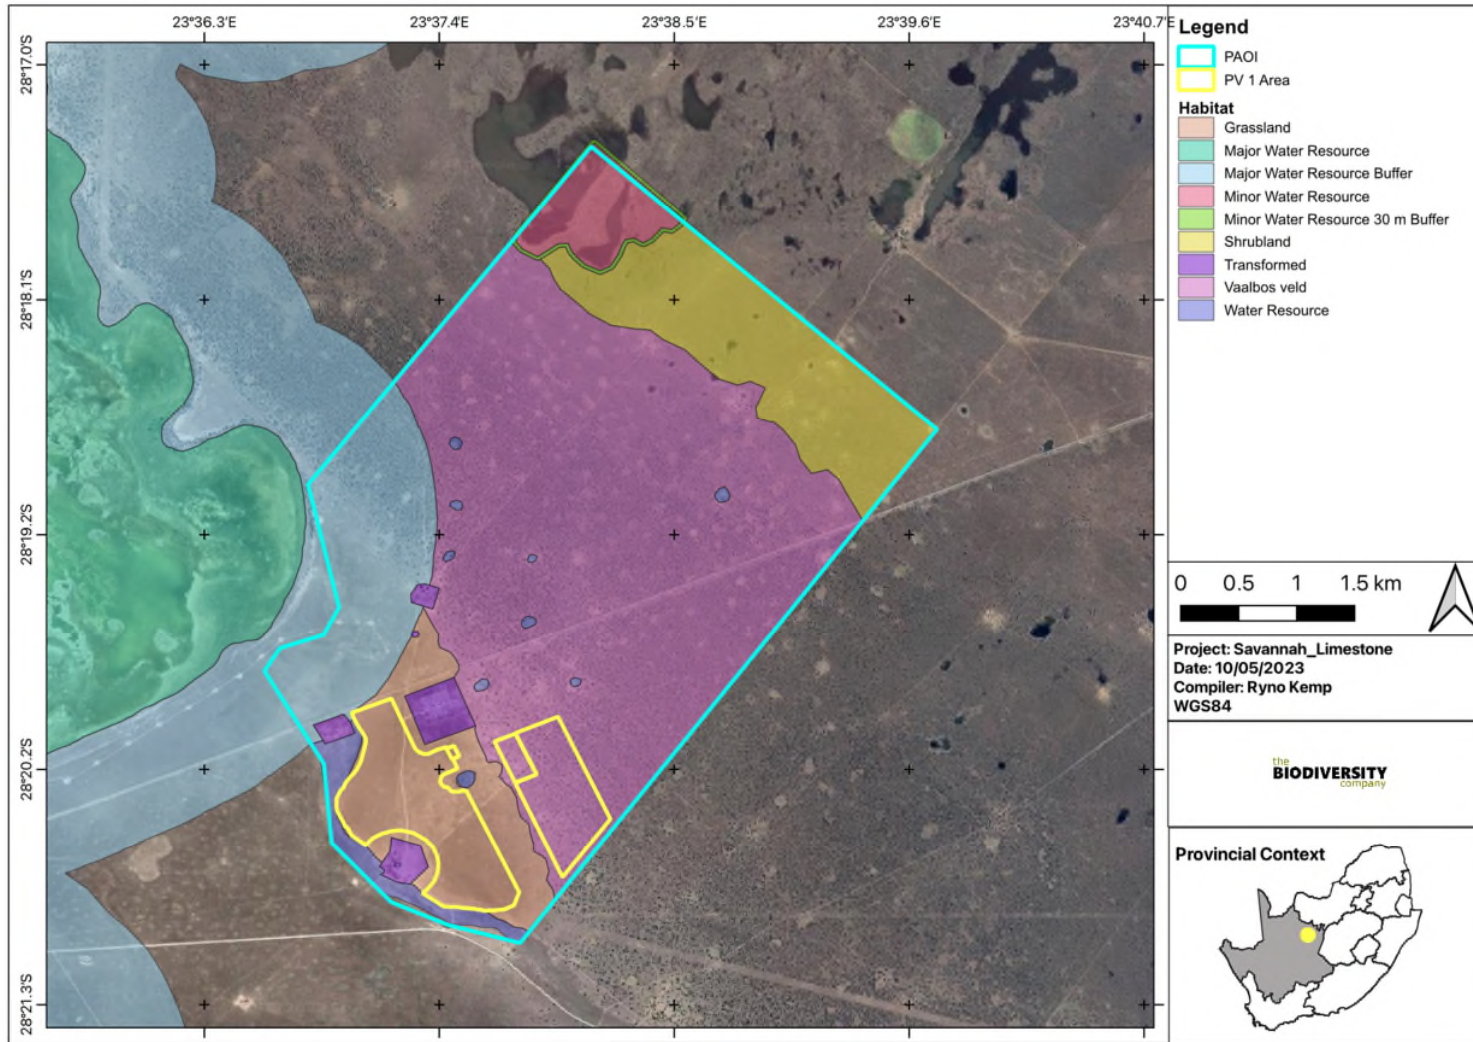 23°36.3′E 23°37.4′E 23°38.5′E 23°39.6′E 23°40.7′E
28°17.0′S
28°18.1′S
28°19.2′S
28°20.2′S
28°21.3′S
Legend
PAOI
PV 1 Area
Habitat
Grassland
Major Water Resource
Major Water Resource Buffer
Minor Water Resource
Minor Water Resource 30 m Buffer
Shrubland
Transformed
Vaalbos veld
Water Resource
0 0.5 1 1.5 km
Project: Savannah_Limestone
Date: 10/05/2023
Compiler: Ryno Kemp
WGS84
the
BIODIVERSITY
company
Provincial Context